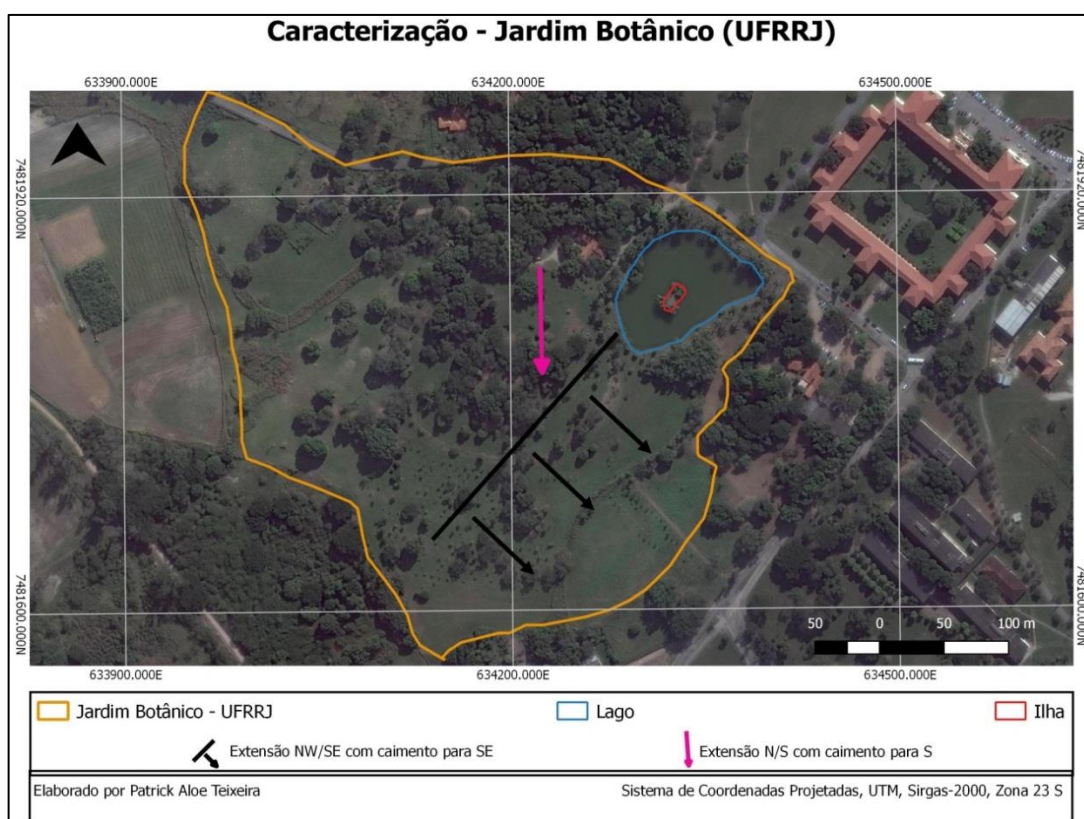 Caracterização - Jardim Botânico (UFRRJ)
633900.000E 634200.000E 634500.000E
7481920.000N 7481920.000N
7481600.000N 7481600.000N
50 0 50 100 m
633900.000E 634200.000E 634500.000E
Jardim Botânico - UFRRJ Lago Ilha
Extensão NW/SE com caimento para SE Extensão N/S com caimento para S
Elaborado por Patrick Aloe Teixeira Sistema de Coordenadas Projetadas, UTM, Sirgas-2000, Zona 23 S